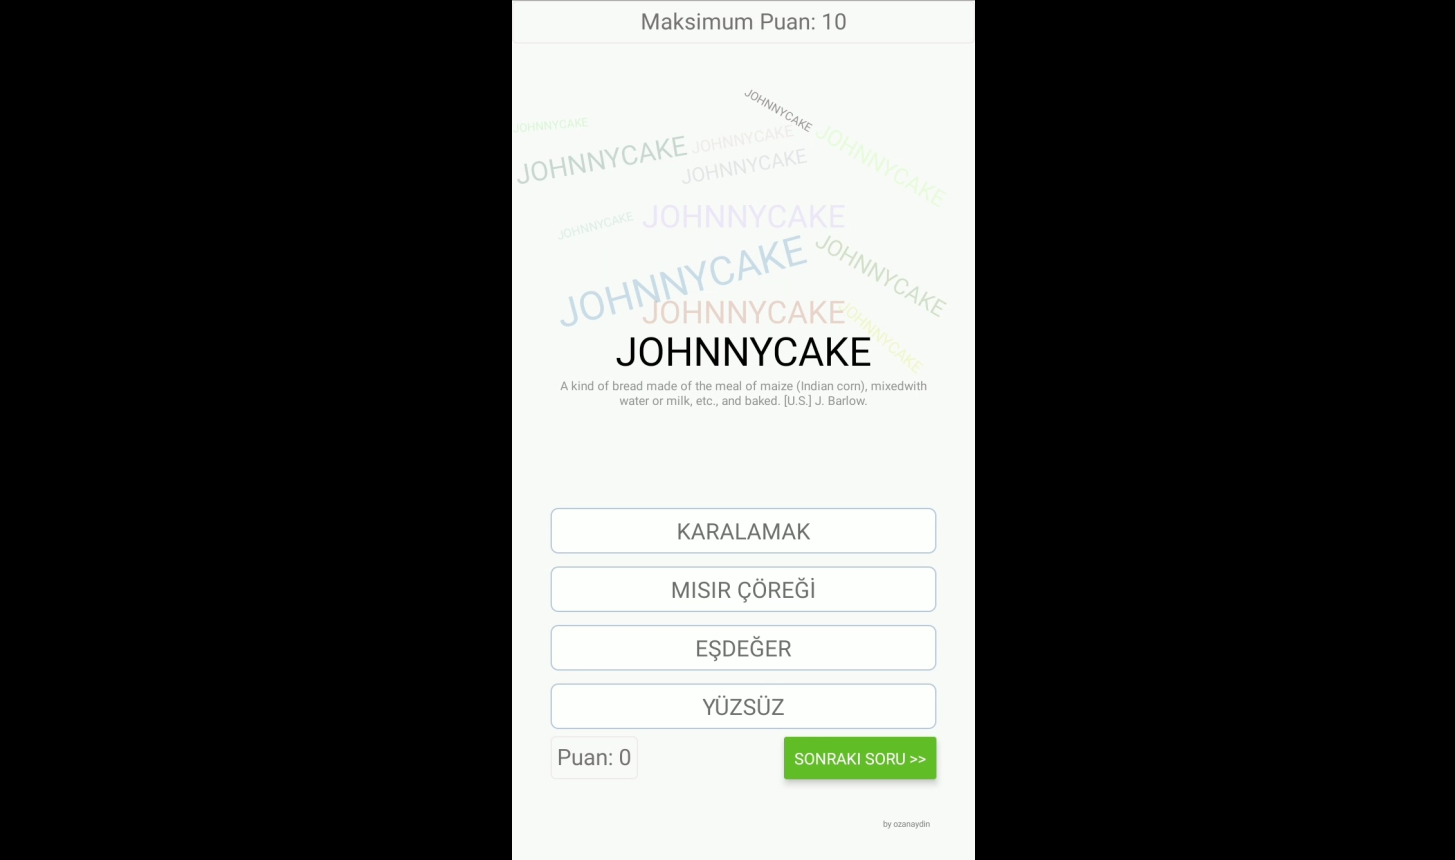 Maksimum Puan: 10
JOHNNYCAKE
JOHNNYCAKE
JOHNNYCAKE
JOHNNYCAKE
JOHNNYCAKE
JOHNNYCAKE
JOHNNYCAKE
JOHNNYCAKE
JOHNNYCAKE
JOHNNYCAKE
JOHNNYCAKE
JOHNNYCAKE
JOHNNYCAKE
JOHNNYCAKE
A kind of bread made of the meal of maize (Indian corn), mixedwith
water or milk, etc., and baked. [U.S.] J. Barlow.
KARALAMAK
MISIR ÇÖREĞİ
EŞDEĞER
YÜZSÜZ
Puan: 0
SONRAKI SORU >>
by ozanaydin